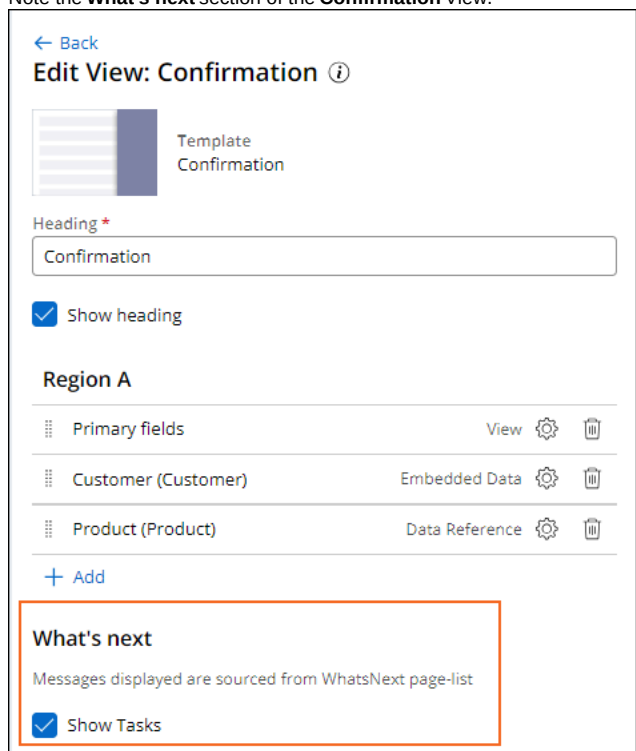 Note the What's next section of the Confirmation view.
← Back
Edit View: Confirmation
Template
Confirmation
Heading *
Confirmation
Show heading
Region A
Primary fields View
Customer (Customer) Embedded Data
Product (Product) Data Reference
+ Add
What's next
Messages displayed are sourced from WhatsNext page-list
Show Tasks